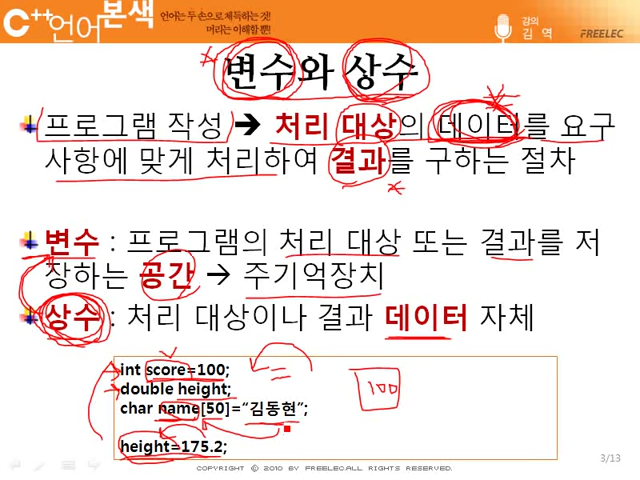 C++언어본색
언어는 두 손으로 체득하는 것!
머리는 이해할 뿐!
강의
김 역
FREELEC
변수와 상수
프로그램 작성 → 처리 대상의 데이터를 요구
사항에 맞게 처리하여 결과를 구하는 절차
변수 : 프로그램의 처리 대상 또는 결과를 저
장하는 공간 → 주기억장치
상수 : 처리 대상이나 결과 데이터 자체
int score=100;
double height;
char name[50]="김동현";
height=175.2;
100
3/13
COPYRIGHT ⓒ 2010 BY FREELEC.ALL RIGHTS RESERVED.